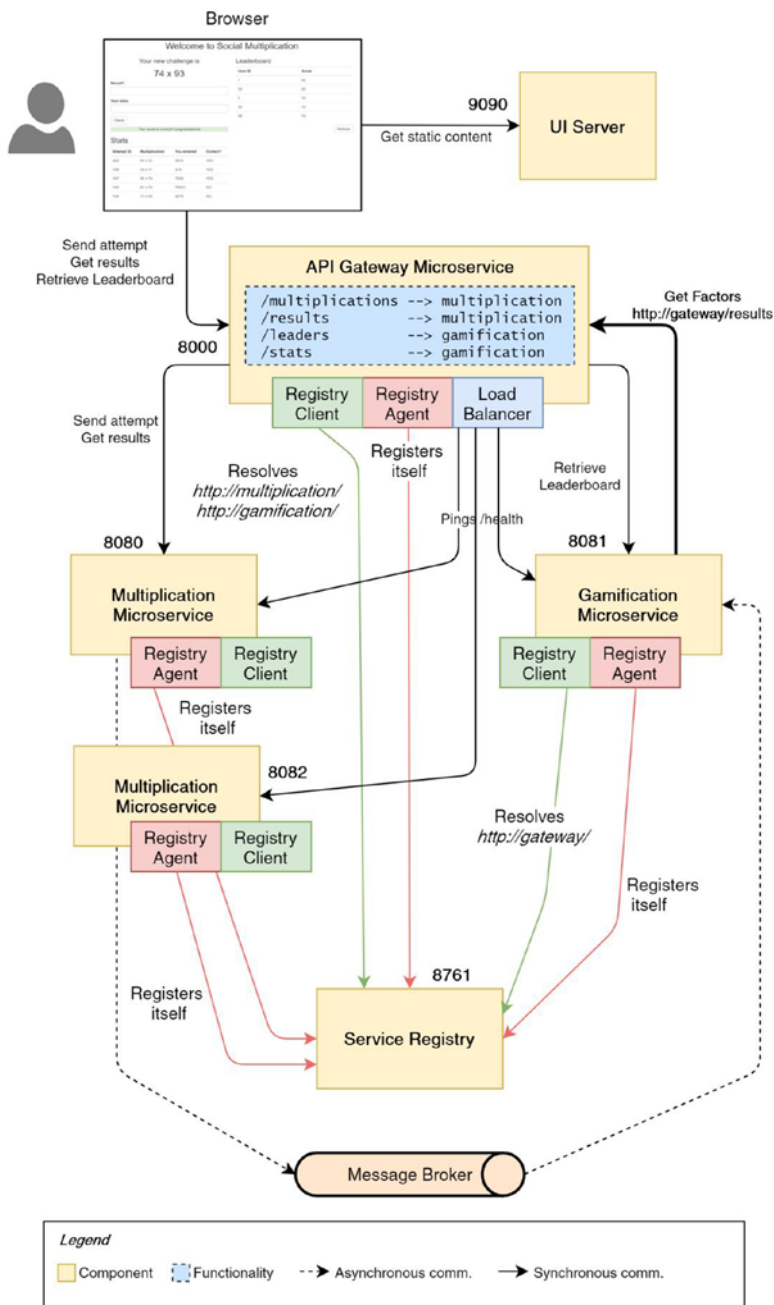 Browser
Welcome to Social Multiplication
Your new challenge is
74 x 93
Leaderboard
Stats
9090
Get static content
UI Server
Send attempt
Get results
Retrieve Leaderboard
API Gateway Microservice
/multiplications --> multiplication
/results --> multiplication
/leaders --> gamification
/stats --> gamification
Get Factors
http://gateway/results
8000
Registry
Client
Registry
Agent
Load
Balancer
Send attempt
Get results
Resolves
http://multiplication/
http://gamification/
Registers
itself
Retrieve
Leaderboard
Pings /health
8080
Multiplication
Microservice
Registry
Agent
Registry
Client
8081
Gamification
Microservice
Registry
Client
Registry
Agent
Registers
itself
8082
Multiplication
Microservice
Registry
Agent
Registry
Client
Resolves
http://gateway/
Registers
itself
Registers
itself
8761
Service Registry
Message Broker
Legend
Component
Functionality
Asynchronous comm.
Synchronous comm.